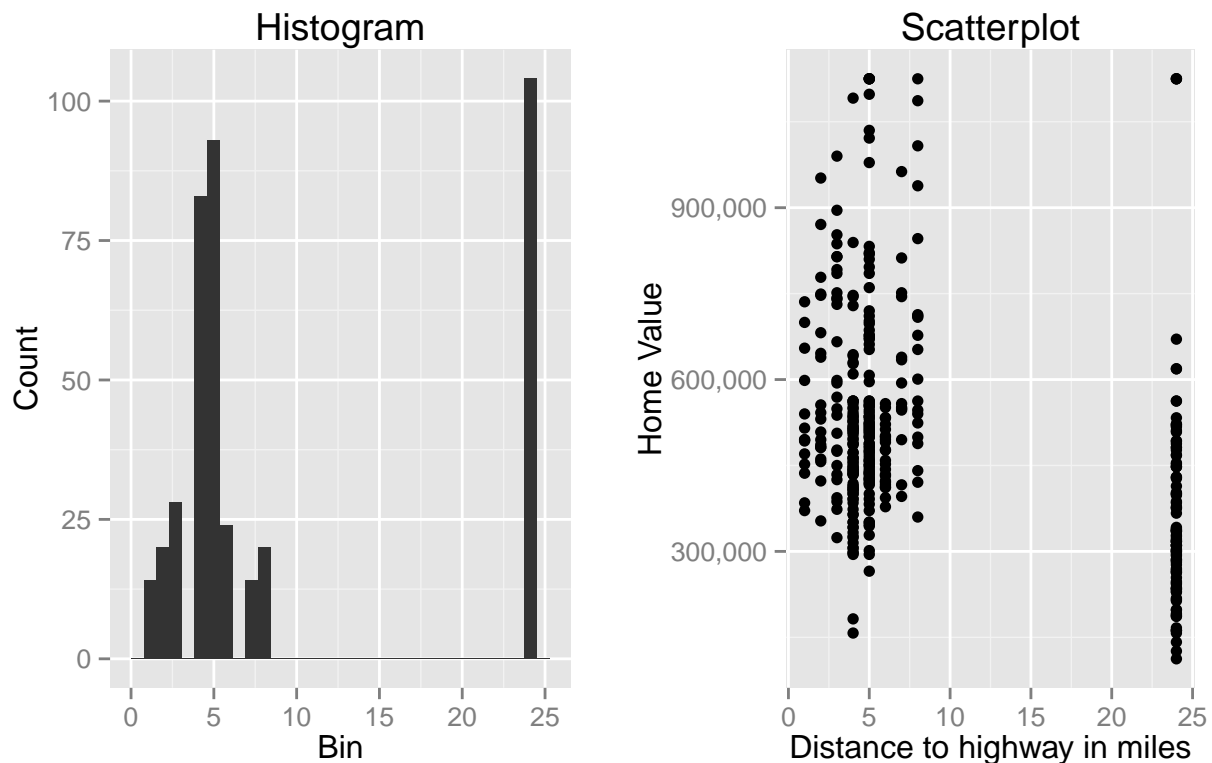 Histogram
Count
100
75
50
25
0
0 5 10 15 20 25
Bin
Scatterplot
Home Value
900,000
600,000
300,000
0 5 10 15 20 25
Distance to highway in miles